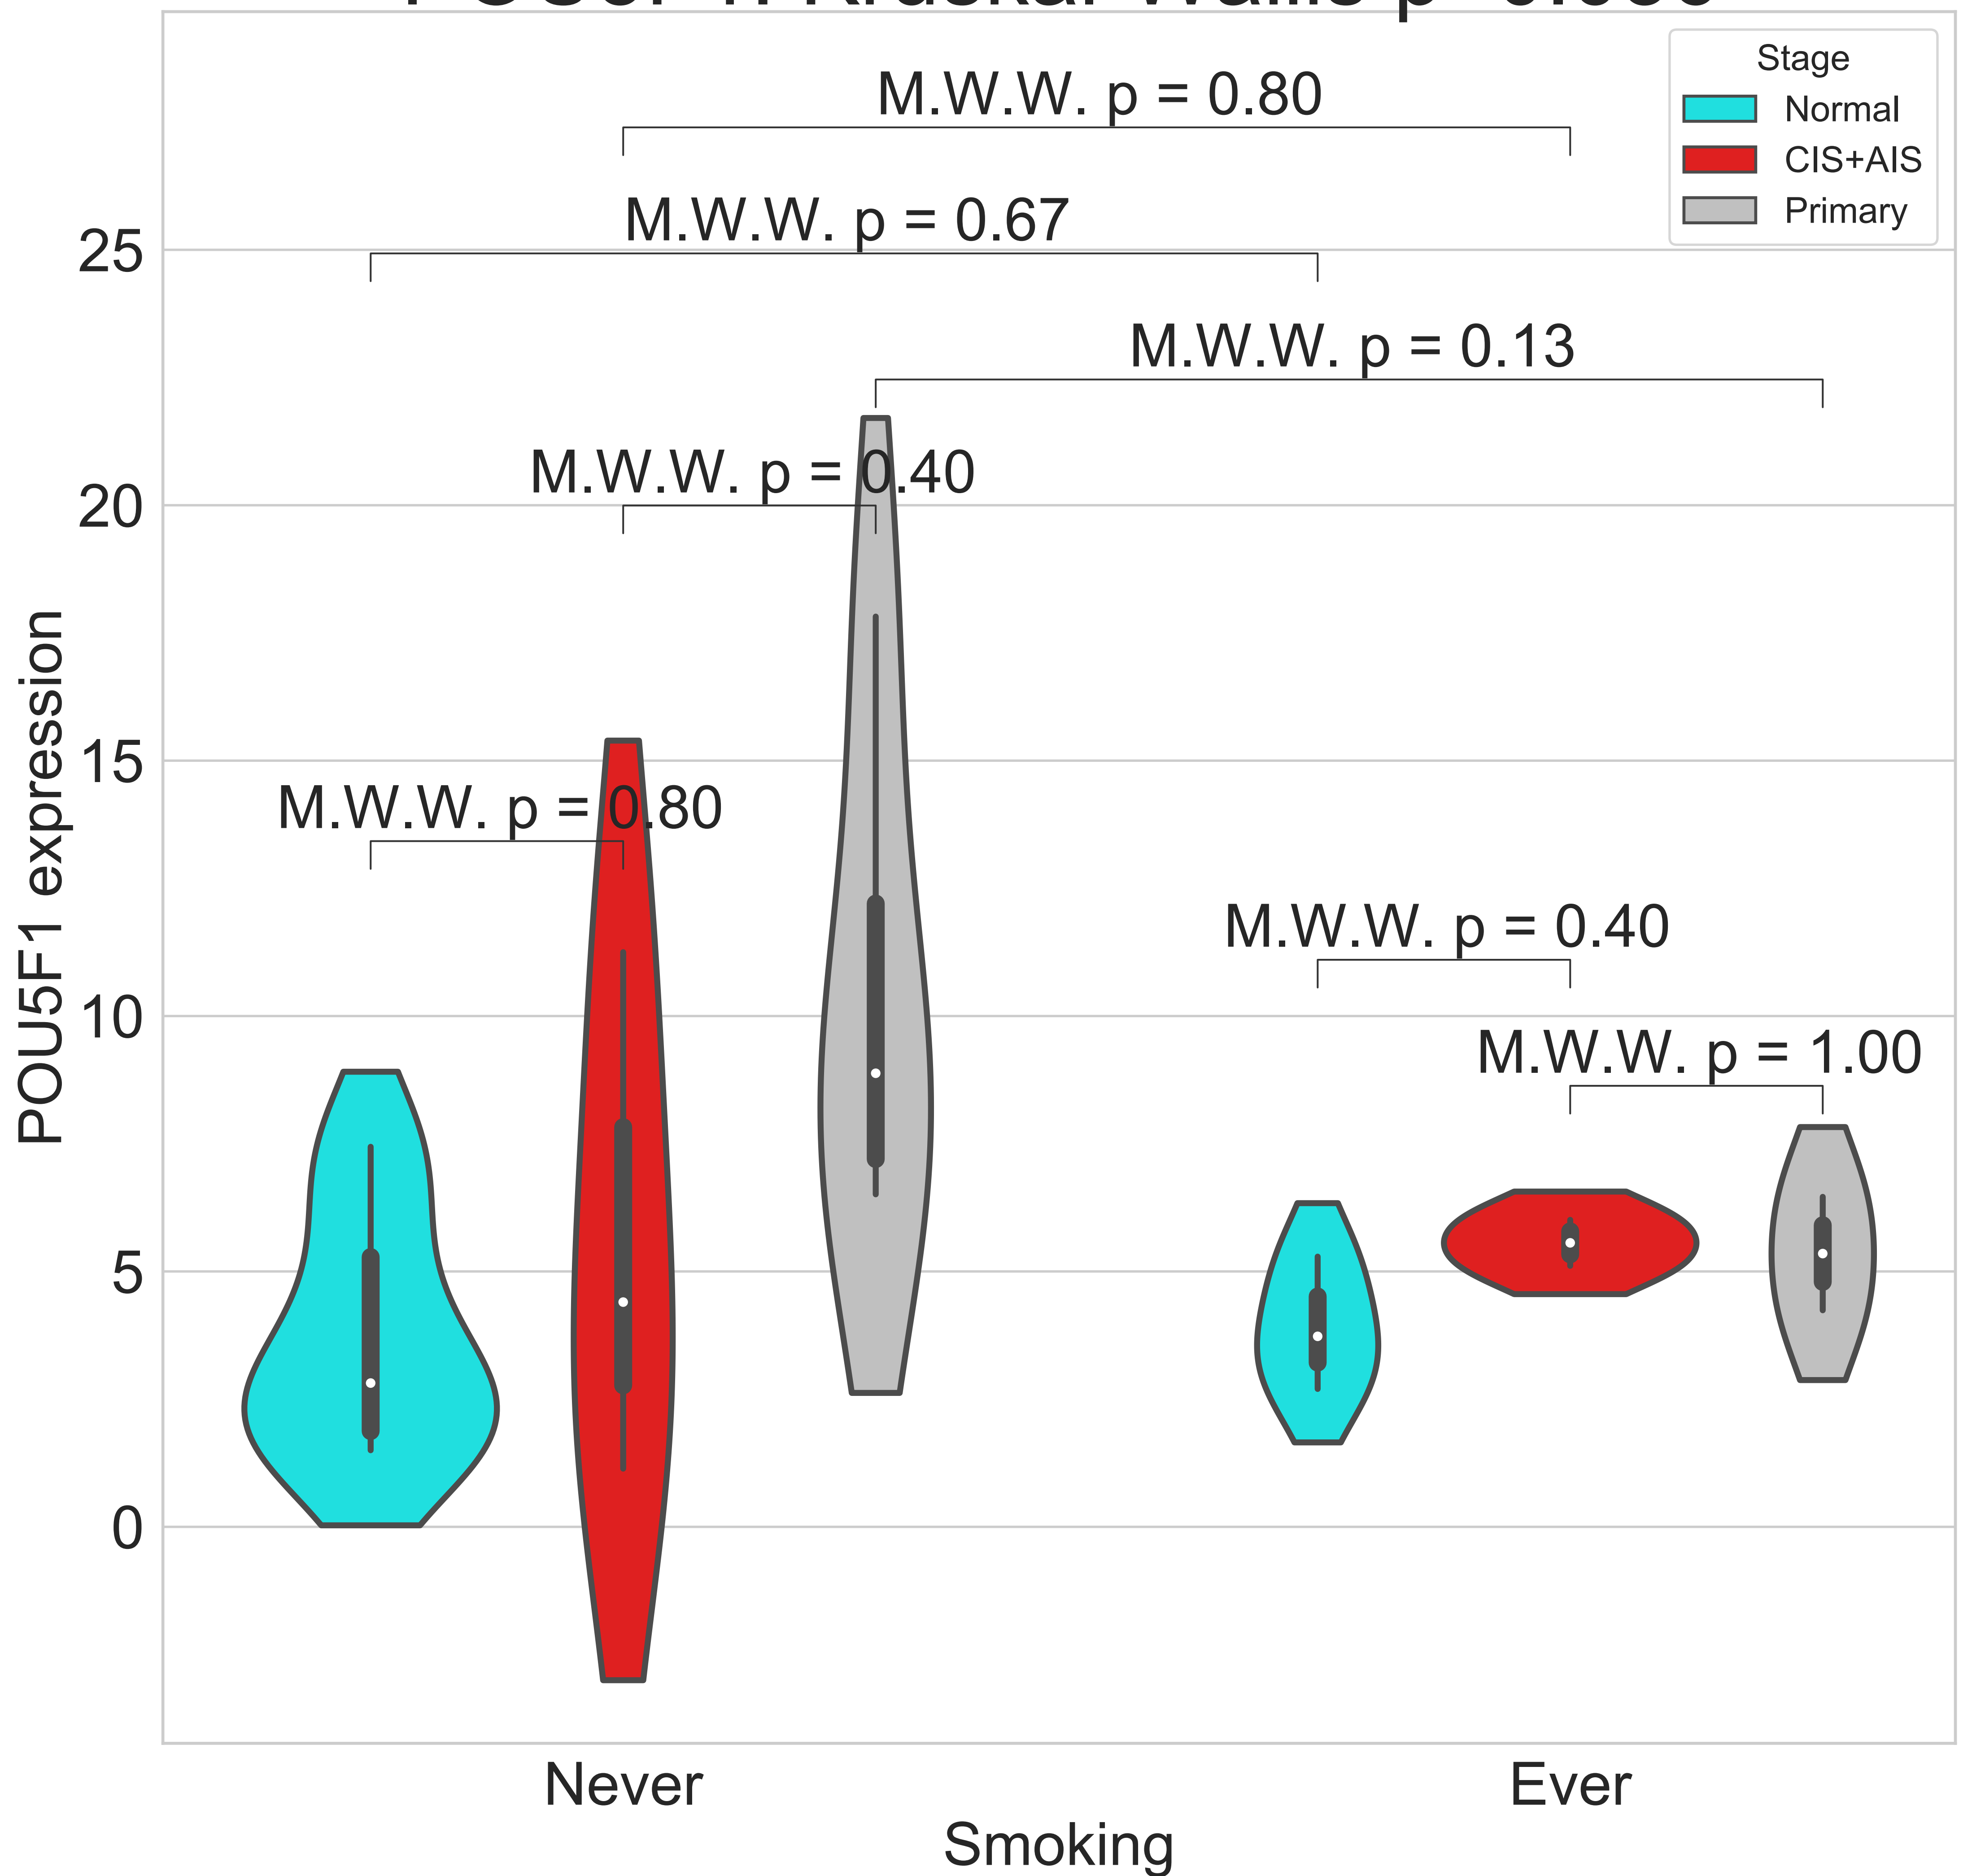 Stage
Normal
CIS+AIS
Primary
M.W.W. p = 0.80
M.W.W. p = 0.67
M.W.W. p = 0.13
M.W.W. p = 0.40
M.W.W. p = 0.80
M.W.W. p = 0.40
M.W.W. p = 1.00
25
20
15
10
5
0
POU5F1 expression
Never
Ever
Smoking